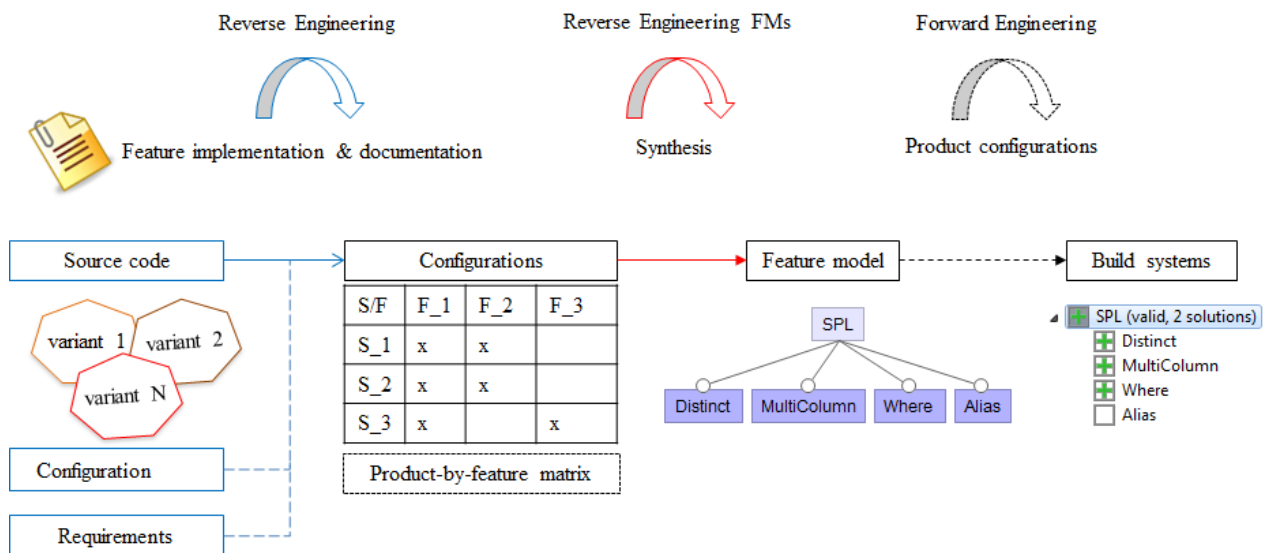 Reverse Engineering
Reverse Engineering FMs
Forward Engineering
Feature implementation & documentation
Synthesis
Product configurations
Source code
Configurations
Feature model
Build systems
variant 1
variant 2
variant N
S/F F_1 F_2 F_3
S_1 x x
S_2 x x
S_3 x x
Product-by-feature matrix
SPL
Distinct
MultiColumn
Where
Alias
SPL (valid, 2 solutions)
Distinct
MultiColumn
Where
Alias
Configuration
Requirements